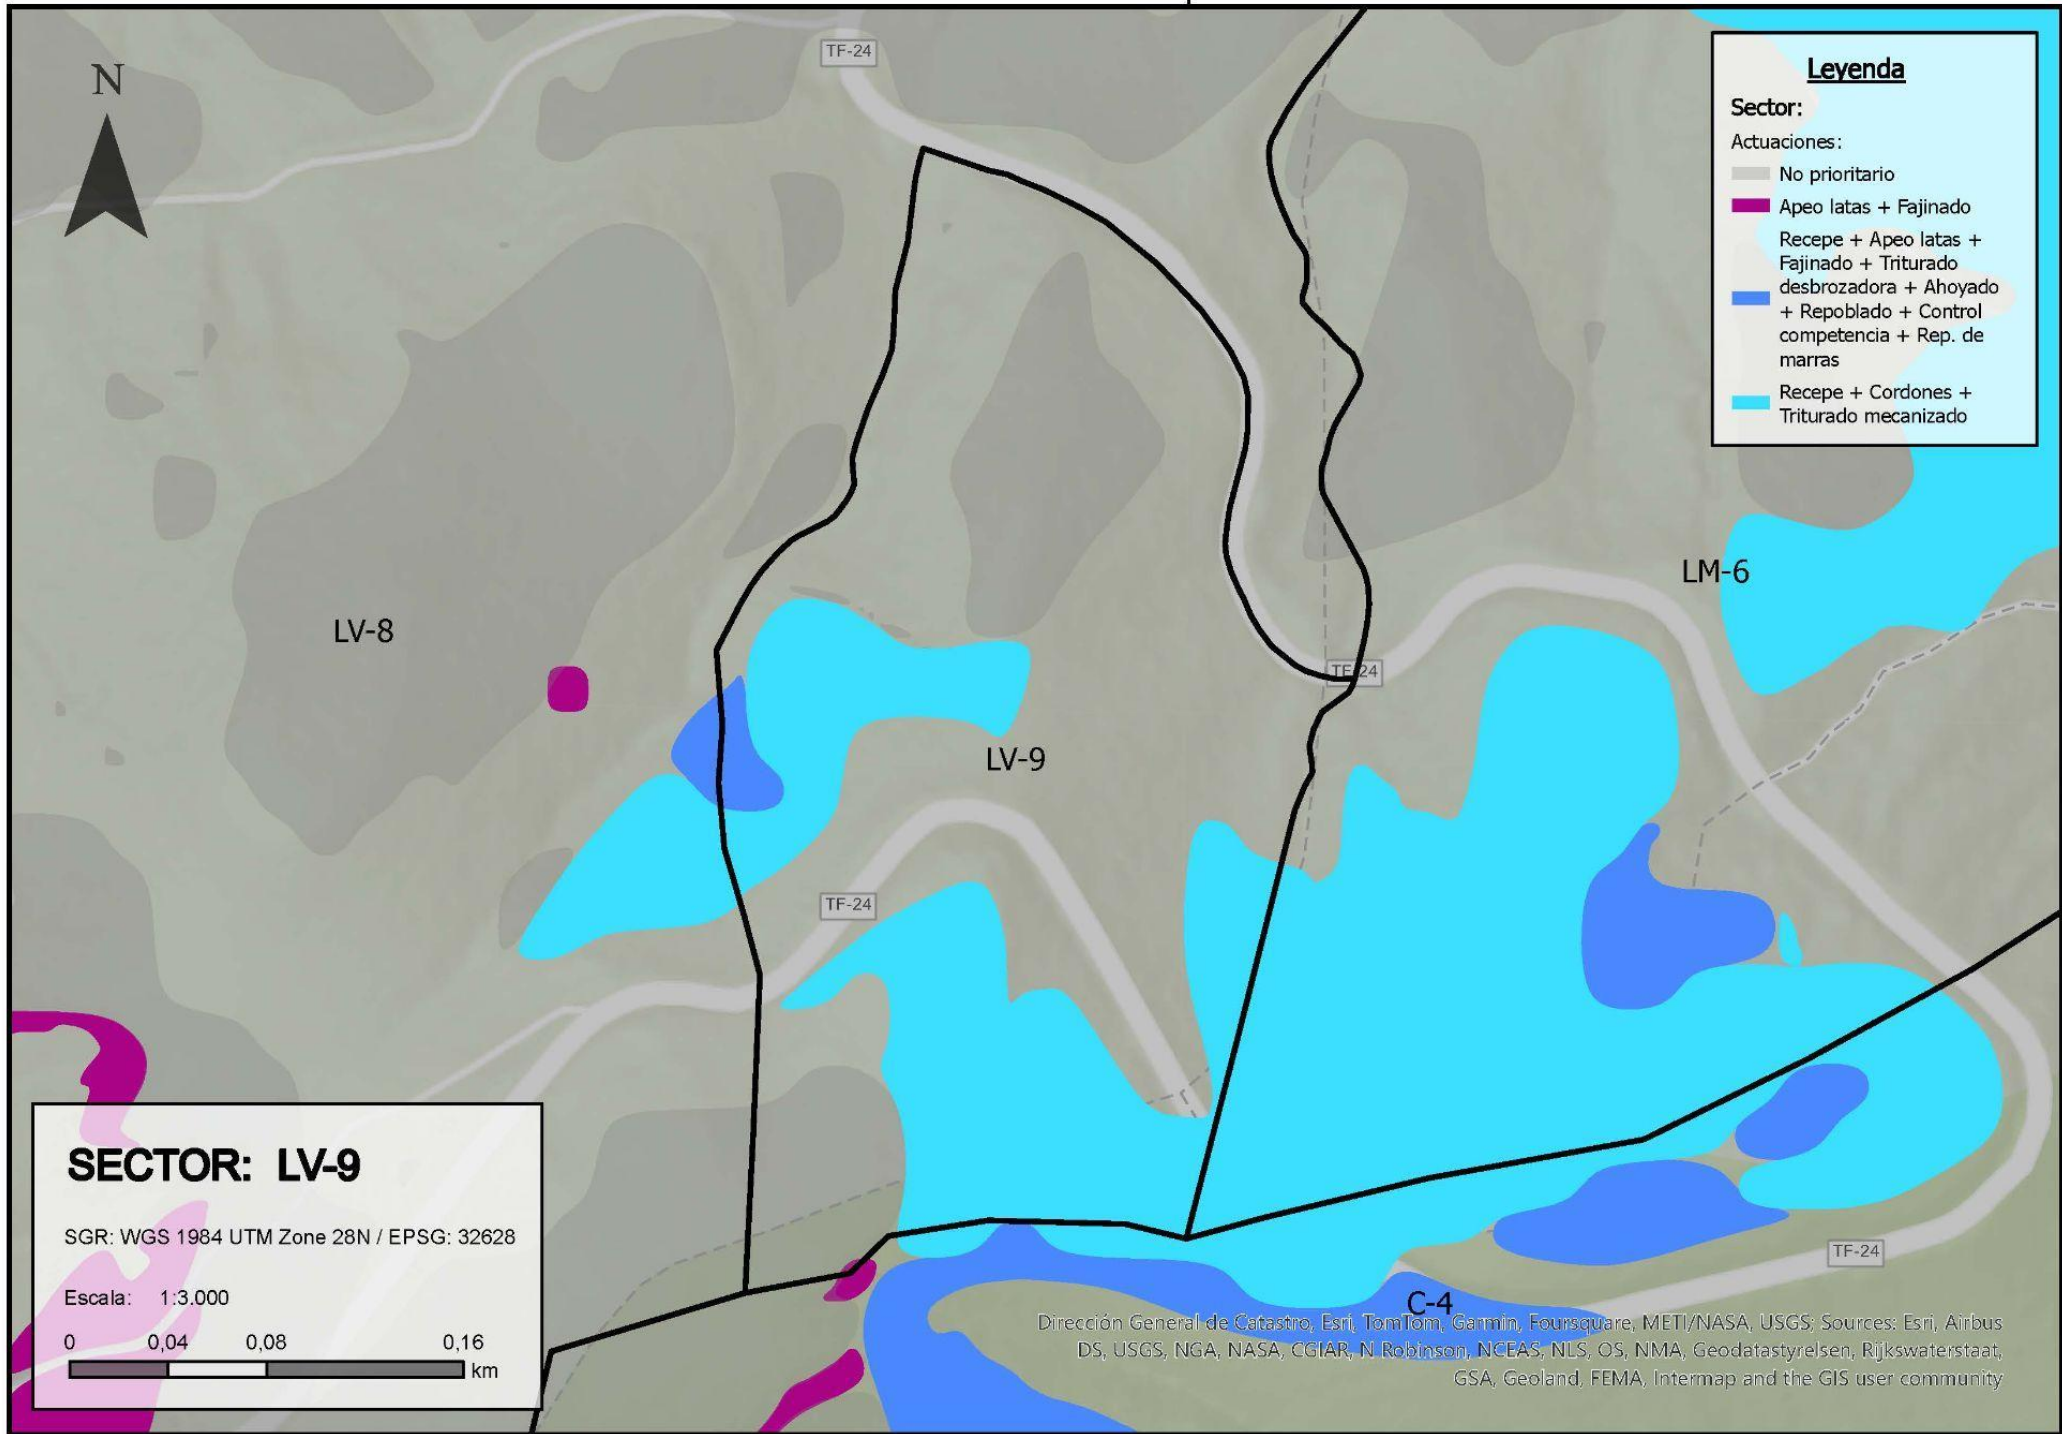 TF-24
N
Leyenda
Sector:
Actuaciones:
No prioritario
Apeo latas + Fajinado
Recepe + Apeo latas +
Fajinado + Triturado
desbrozadora + Ahoyado
+ Repoblado + Control
competencia + Rep. de
marras
Recepe + Cordones +
Triturado mecanizado
LM-6
LV-8
TF-24
LV-9
TF-24
SECTOR: LV-9
SGR: WGS 1984 UTM Zone 28N / EPSG: 32628
Escala: 1:3.000
0 0,04 0,08 0,16
km
TF-24
C-4
Dirección General de Catastro, Esri, TomTom, Garmin, Foursquare, METI/NASA, USGS; Sources: Esri, Airbus
DS, USGS, NGA, NASA, CGIAR, N Robinson, NCEAS, NLS, OS, NMA, Geodatastyrelsen, Rijkswaterstaat,
GSA, Geoland, FEMA, Intermap and the GIS user community